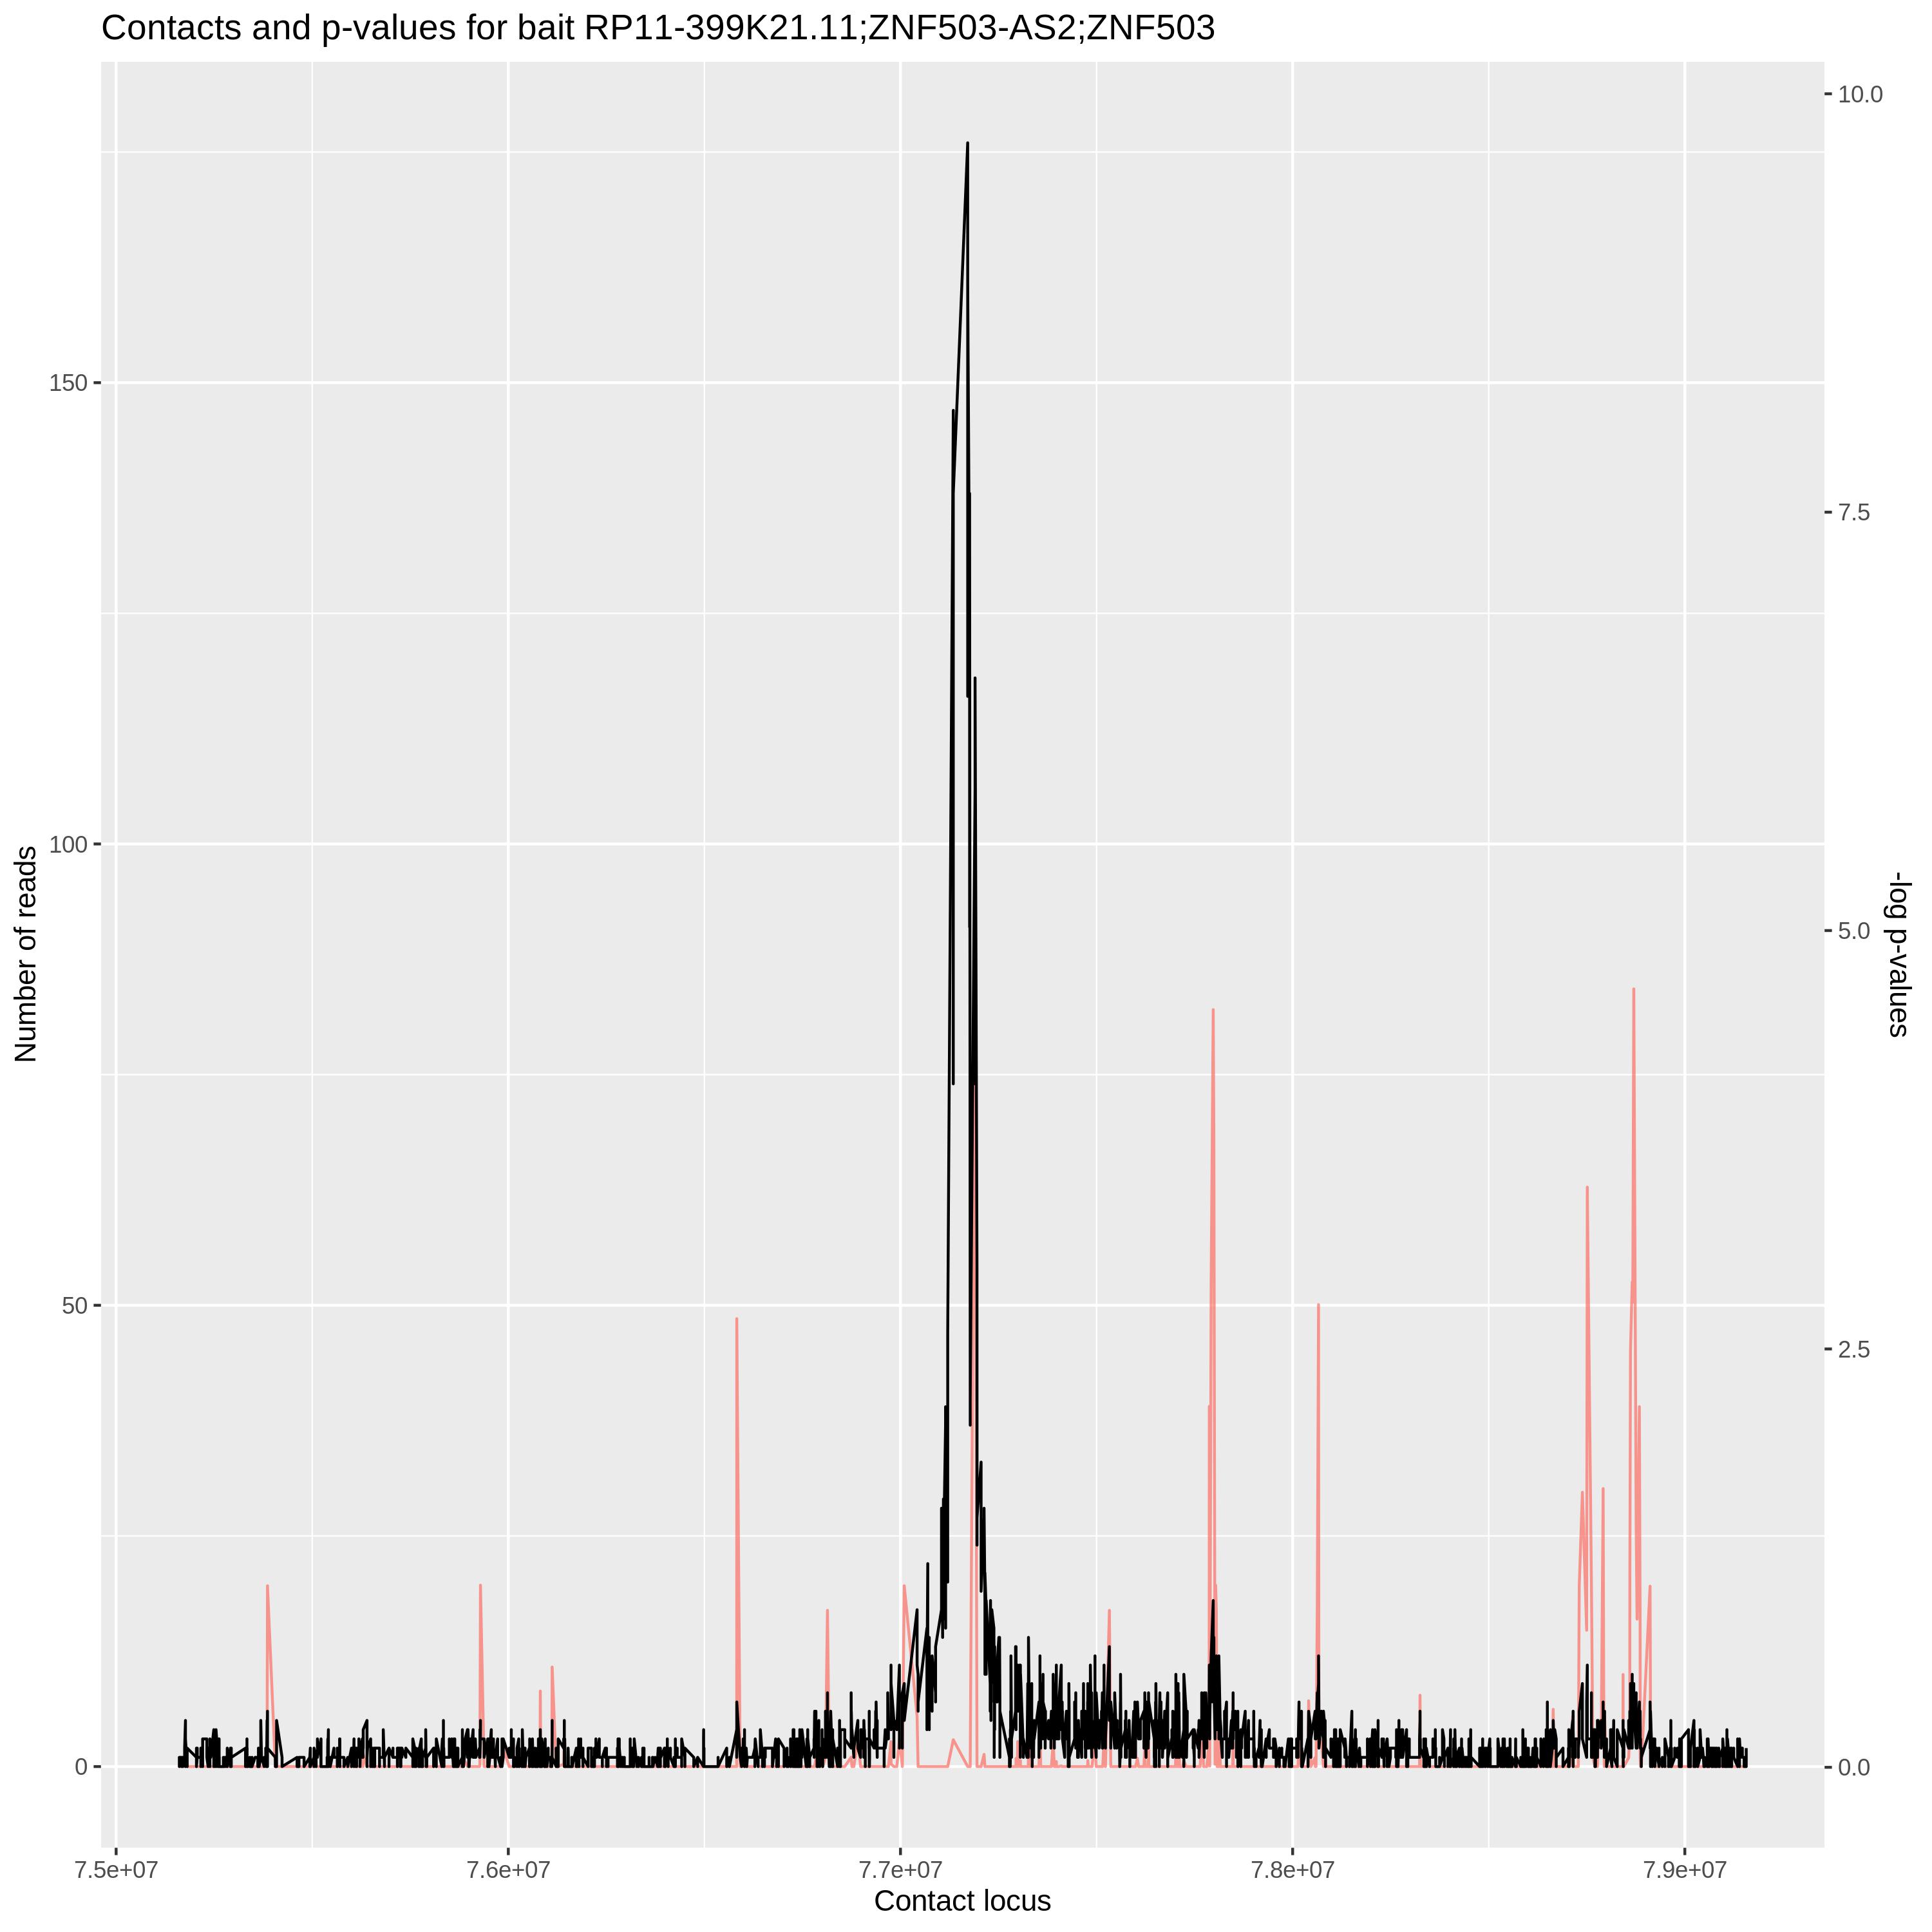 Contacts and p-values for bait RP11-399K21.11;ZNF503-AS2;ZNF503
10.0
150
7.5
100
5.0
Number of reads
-log p-values
50
2.5
0
0.0
7.5e+07 7.6e+07 7.7e+07 7.8e+07 7.9e+07
Contact locus